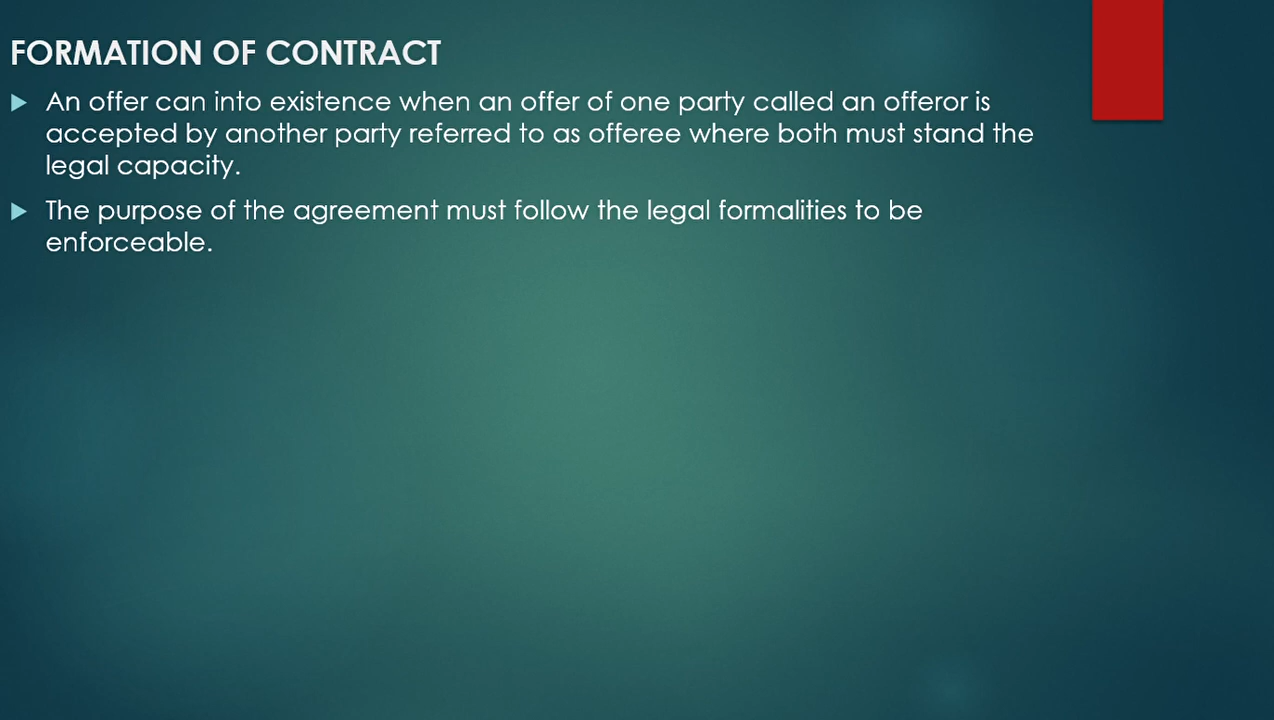 FORMATION OF CONTRACT
An offer can into existence when an offer of one party called an offeror is
accepted by another party referred to as offeree where both must stand the
legal capacity.
The purpose of the agreement must follow the legal formalities to be
enforceable.